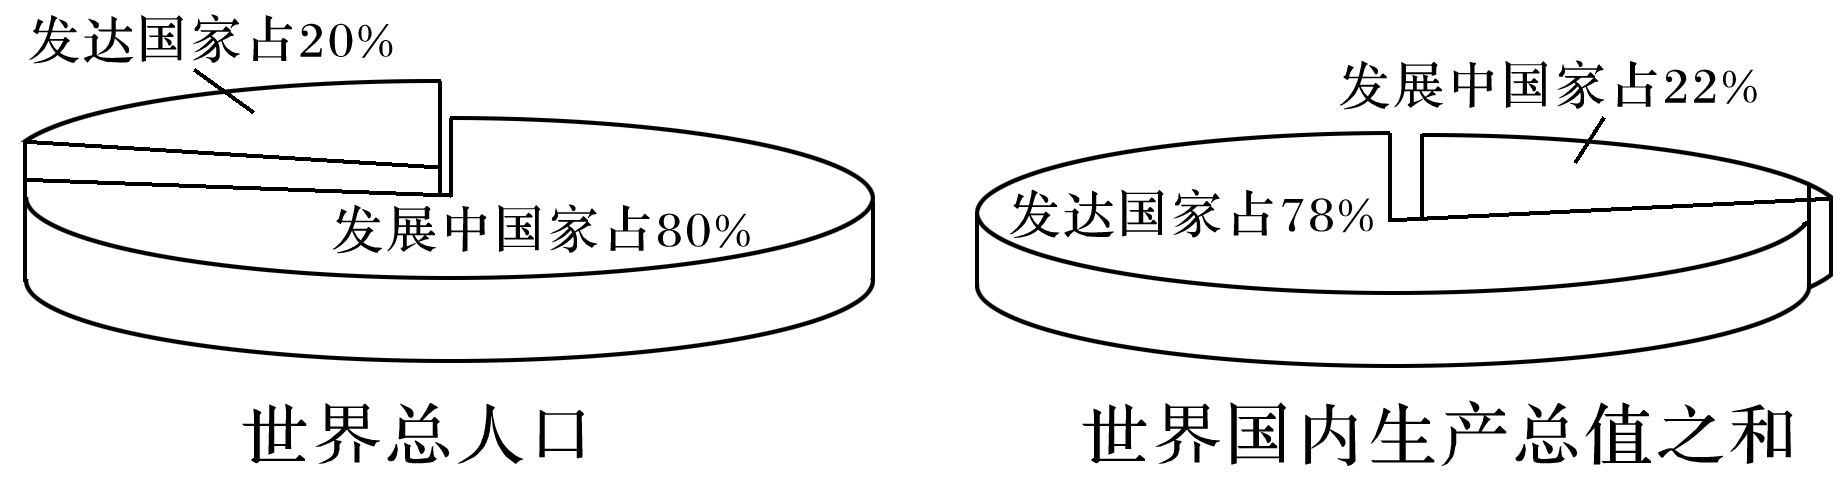 发达国家占20%
发展中国家占80%
世界总人口
发展中国家占22%
发达国家占78%
世界国内生产总值之和